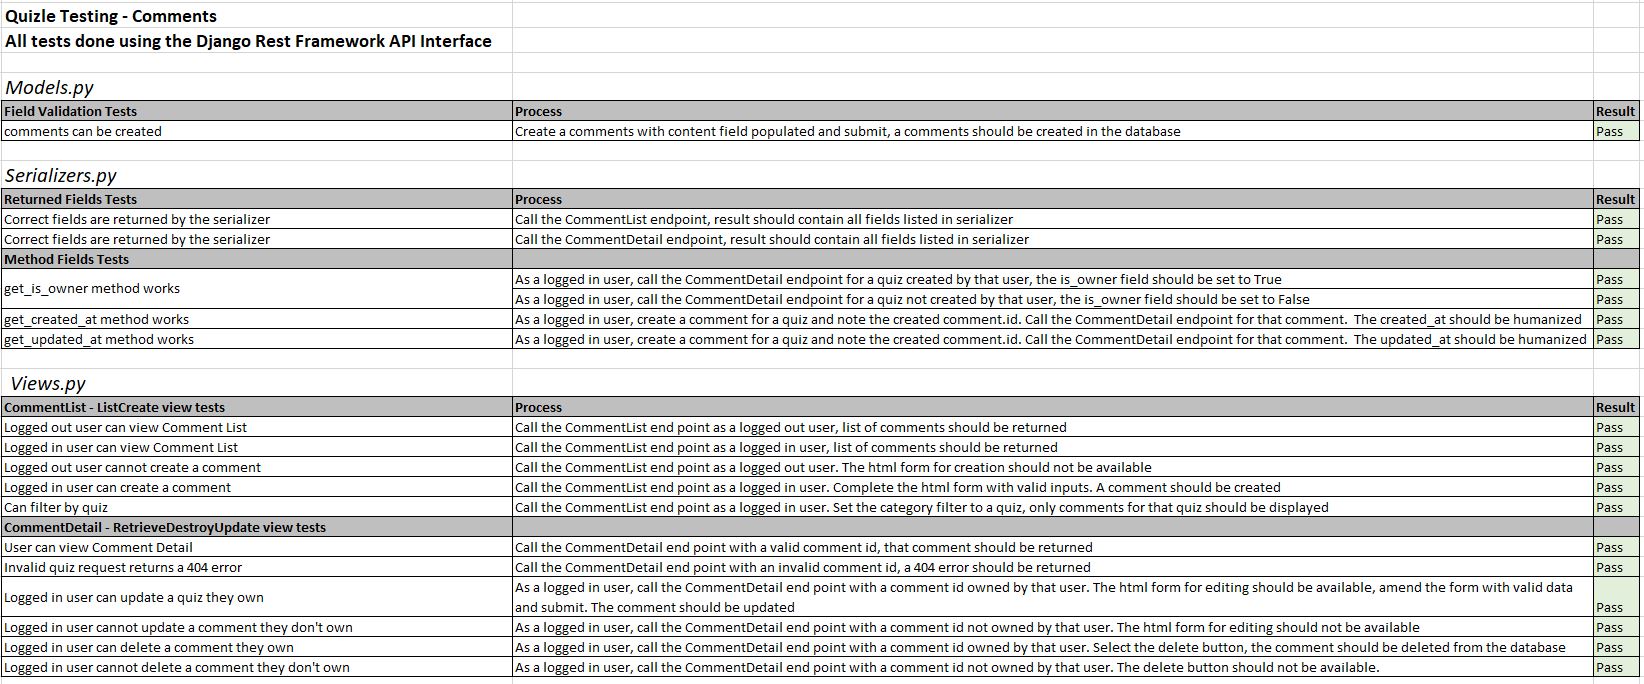 Quizle Testing - Comments
All tests done using the Django Rest Framework API Interface
Models.py
Field Validation Tests Process Result
comments can be created Create a comments with content field populated and submit, a comments should be created in the database Pass
Serializers.py
Returned Fields Tests Process Result
Correct fields are returned by the serializer Call the CommentList endpoint, result should contain all fields listed in serializer Pass
Correct fields are returned by the serializer Call the CommentDetail endpoint, result should contain all fields listed in serializer Pass
Method Fields Tests
get_is_owner method works As a logged in user, call the CommentDetail endpoint for a quiz created by that user, the is_owner field should be set to True Pass
As a logged in user, call the CommentDetail endpoint for a quiz not created by that user, the is_owner field should be set to False Pass
get_created_at method works As a logged in user, create a comment for a quiz and note the created comment.id. Call the CommentDetail endpoint for that comment.  The created_at should be humanized Pass
get_updated_at method works As a logged in user, create a comment for a quiz and note the created comment.id. Call the CommentDetail endpoint for that comment.  The updated_at should be humanized Pass
Views.py
CommentList - ListCreate view tests Process Result
Logged out user can view Comment List Call the CommentList end point as a logged out user, list of comments should be returned Pass
Logged in user can view Comment List Call the CommentList end point as a logged in user, list of comments should be returned Pass
Logged out user cannot create a comment Call the CommentList end point as a logged out user. The html form for creation should not be available Pass
Logged in user can create a comment Call the CommentList end point as a logged in user. Complete the html form with valid inputs. A comment should be created Pass
Can filter by quiz Call the CommentList end point as a logged in user. Set the category filter to a quiz, only comments for that quiz should be displayed Pass
CommentDetail - RetrieveDestroyUpdate view tests
User can view Comment Detail Call the CommentDetail end point with a valid comment id, that comment should be returned Pass
Invalid quiz request returns a 404 error Call the CommentDetail end point with an invalid comment id, a 404 error should be returned Pass
Logged in user can update a quiz they own As a logged in user, call the CommentDetail end point with a comment id owned by that user. The html form for editing should be available, amend the form with valid data
and submit. The comment should be updated Pass
Logged in user cannot update a comment they don't own As a logged in user, call the CommentDetail end point with a comment id not owned by that user. The html form for editing should not be available Pass
Logged in user can delete a comment they own As a logged in user, call the CommentDetail end point with a comment id owned by that user. Select the delete button, the comment should be deleted from the database Pass
Logged in user cannot delete a comment they don't own As a logged in user, call the CommentDetail end point with a comment id not owned by that user. The delete button should not be available. Pass